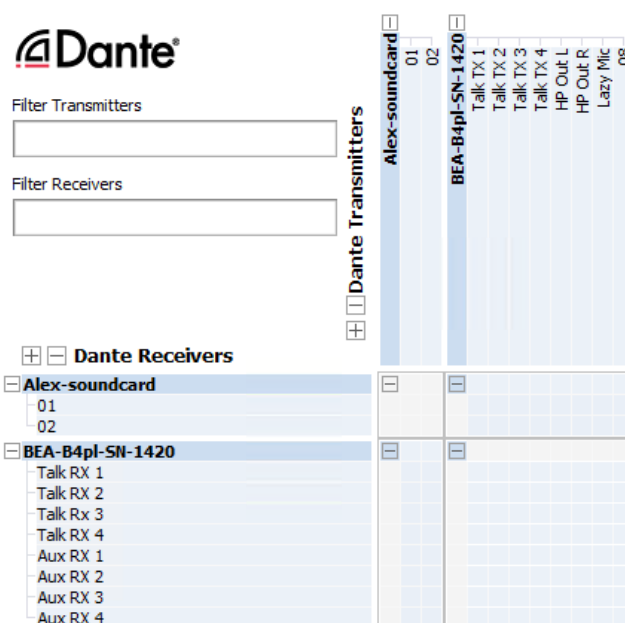 Dante®
Filter Transmitters
Filter Receivers
Dante Transmitters
Alex-soundcard
01
02
BEA-B4pl-SN-1420
Talk TX 1
Talk TX 2
Talk TX 3
Talk TX 4
HP Out L
HP Out R
Lazy Mic
08
Dante Receivers
Alex-soundcard
01
02
BEA-B4pl-SN-1420
Talk RX 1
Talk RX 2
Talk Rx 3
Talk RX 4
Aux RX 1
Aux RX 2
Aux RX 3
Aux RX 4